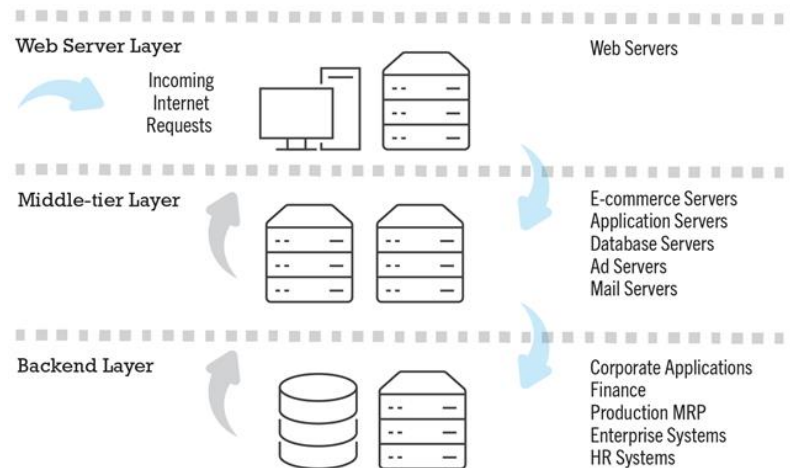 Web Server Layer
Incoming
Internet
Requests
Web Servers
Middle-tier Layer
E-commerce Servers
Application Servers
Database Servers
Ad Servers
Mail Servers
Backend Layer
Corporate Applications
Finance
Production MRP
Enterprise Systems
HR Systems